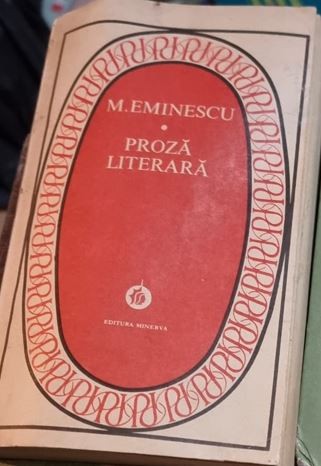 M.EMINESCU
•
PROZĂ
LITERARĂ
EDITURA MINERVA